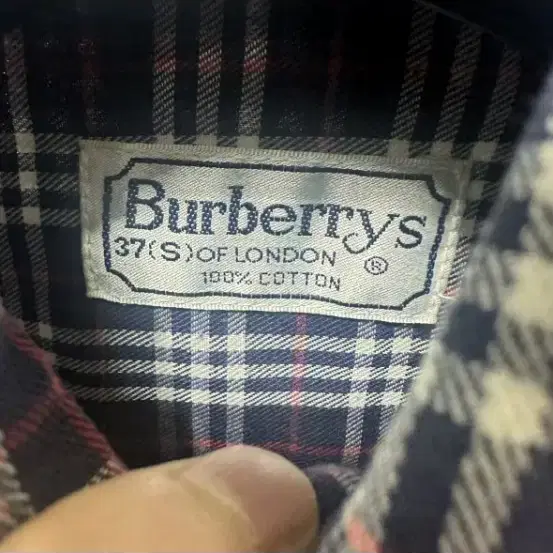 Burberrys
37(S) OF LONDON ®
100% COTTON